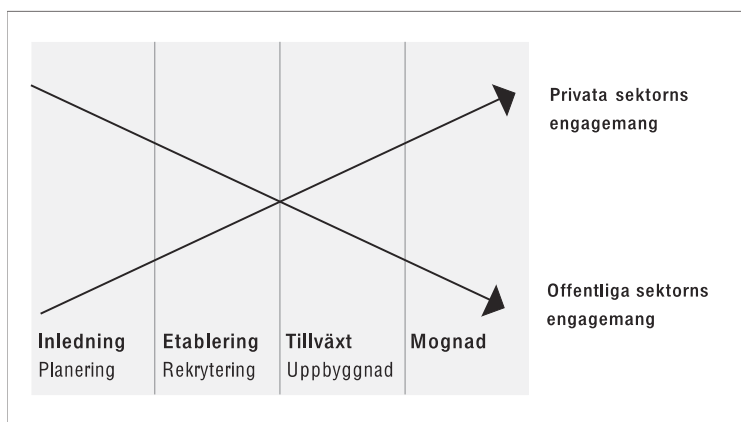 Privata sektorns
engagemang
Offentliga sektorns
engagemang
Inledning
Planering
Etablering
Rekrytering
Tillväxt
Uppbyggnad
Mognad